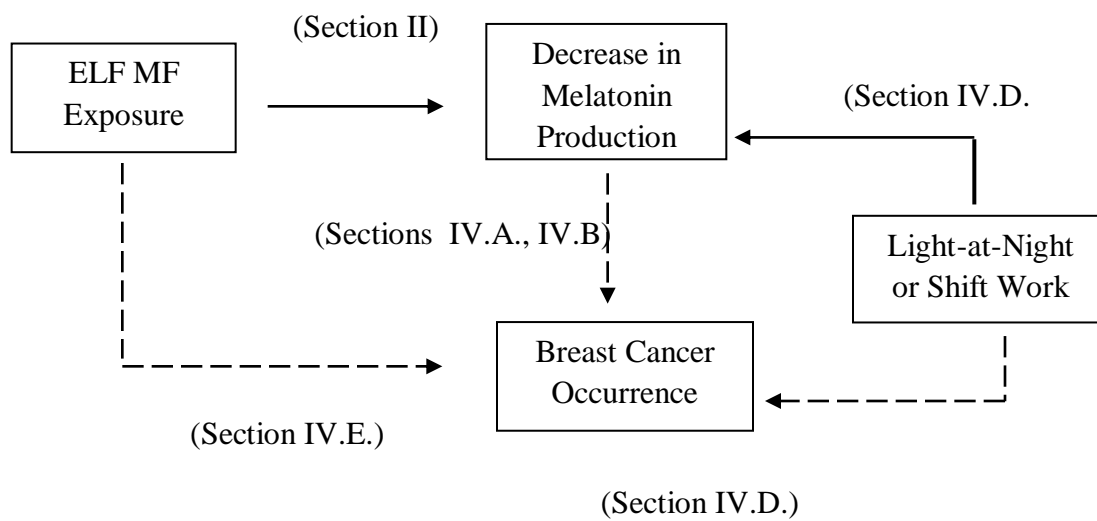 (Section II)
ELF MF
Exposure
Decrease in
Melatonin
Production
(Section IV.D.
(Sections IV.A., IV.B)
Light-at-Night
or Shift Work
Breast Cancer
Occurrence
(Section IV.E.)
(Section IV.D.)